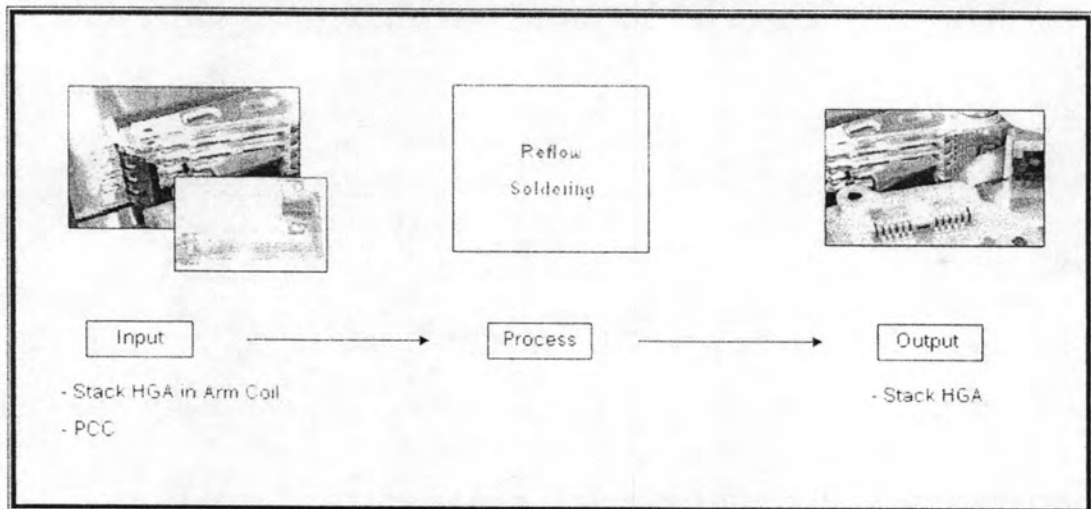 Reflow
Soldering
Input
Process
Output
- Stack HGA in Arm Coil
- PCC
- Stack HGA